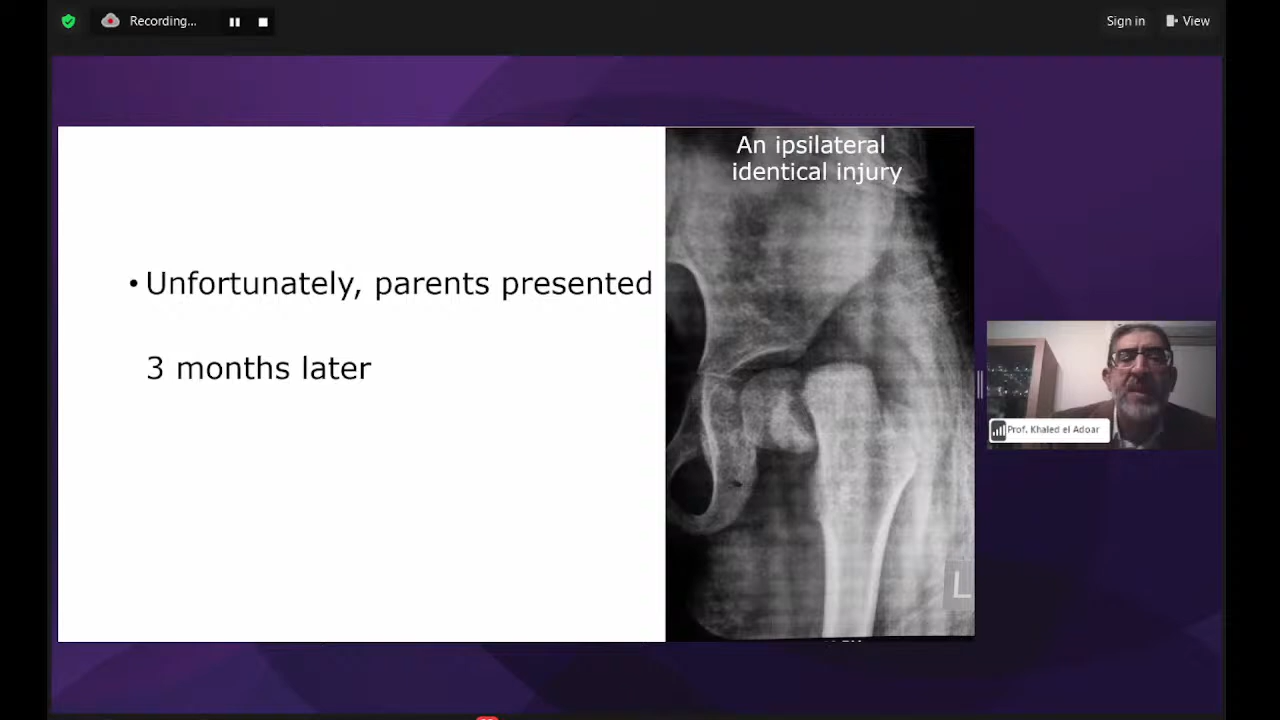 Recording...
Sign in
View
An ipsilateral
identical injury
• Unfortunately, parents presented
3 months later
Prof. Khaled el Adoar
L